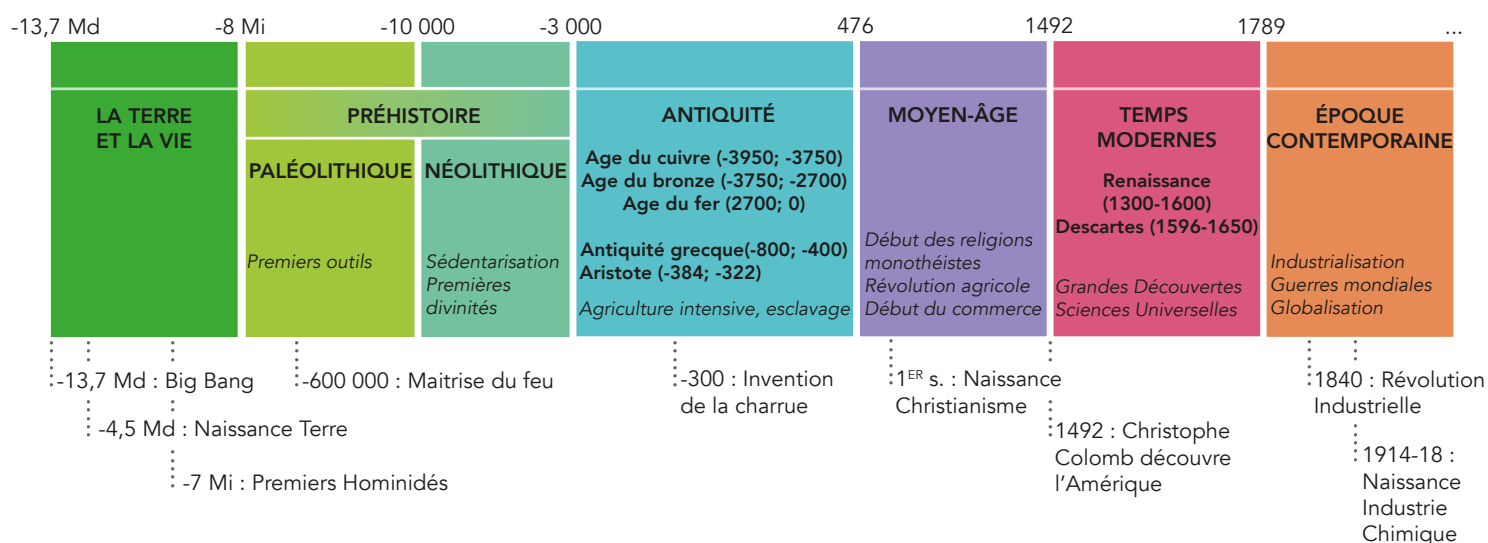 -13,7 Md
-8 Mi
-10 000
-3 000
476
1492
1789
...
LA TERRE
ET LA VIE
PRÉHISTOIRE
PALÉOLITHIQUE
Premiers outils
NÉOLITHIQUE
Sédentarisation
Premières
divinités
ANTIQUITÉ
Age du cuivre (-3950; -3750)
Age du bronze (-3750; -2700)
Age du fer (2700; 0)
Antiquité grecque(-800; -400)
Aristote (-384; -322)
Agriculture intensive, esclavage
MOYEN-ÂGE
Début des religions
monothéistes
Révolution agricole
Début du commerce
TEMPS
MODERNES
Renaissance
(1300-1600)
Descartes (1596-1650)
Grandes Découvertes
Sciences Universelles
ÉPOQUE
CONTEMPORAINE
Industrialisation
Guerres mondiales
Globalisation
-13,7 Md : Big Bang
-4,5 Md : Naissance Terre
-7 Mi : Premiers Hominidés
-600 000 : Maitrise du feu
-300 : Invention
de la charrue
1ER s. : Naissance
Christianisme
1492 : Christophe
Colomb découvre
l'Amérique
1840 : Révolution
Industrielle
1914-18 :
Naissance
Industrie
Chimique